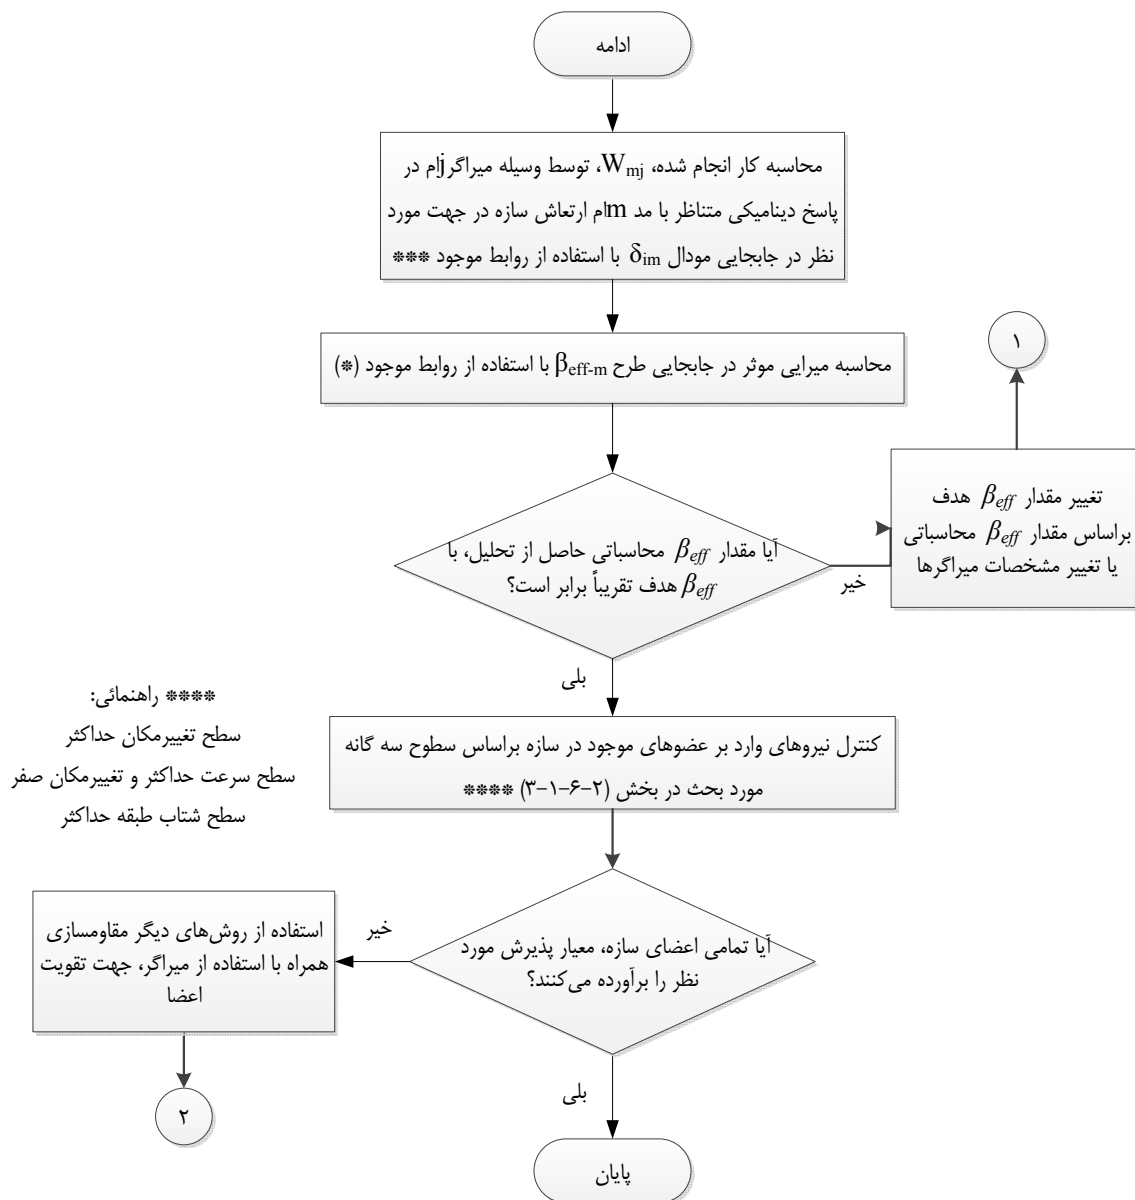 ادامه
محاسبه کار انجام شده، Wmj، توسط وسیله میراگر jام در
پاسخ دینامیکی متناظر با مد mام ارتعاش سازه در جهت مورد
نظر در جابجایی مودال δim با استفاده از روابط موجود ***
محاسبه میرایی موثر در جابجایی طرح βeff-m با استفاده از روابط موجود (*)
۱
تغییر مقدار βeff هدف
براساس مقدار βeff محاسباتی
یا تغییر مشخصات میراگرها
آیا مقدار βeff محاسباتی حاصل از تحلیل، با
βeff هدف تقریباً برابر است؟
خیر
بلی
**** راهنمائی:
سطح تغییرمکان حداکثر
سطح سرعت حداکثر و تغییرمکان صفر
سطح شتاب طبقه حداکثر
کنترل نیروهای وارد بر عضوهای موجود در سازه براساس سطوح سه گانه
مورد بحث در بخش (۲-۶-۱-۳) ****
آیا تمامی اعضای سازه، معیار پذیرش مورد
نظر را برآورده می‌کنند؟
خیر
استفاده از روش‌های دیگر مقاومسازی
همراه با استفاده از میراگر، جهت تقویت
اعضا
۲
بلی
پایان